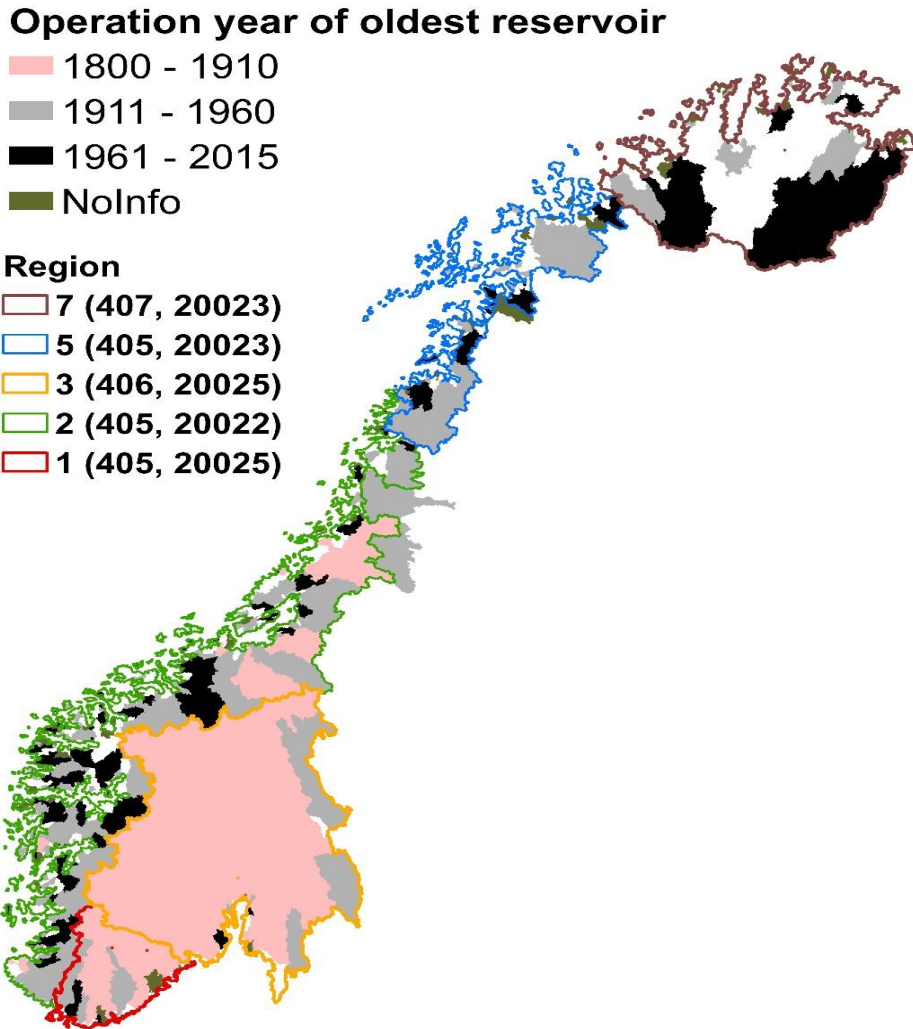 Operation year of oldest reservoir
1800 - 1910
1911 - 1960
1961 - 2015
NoInfo
Region
7 (407, 20023)
5 (405, 20023)
3 (406, 20025)
2 (405, 20022)
1 (405, 20025)